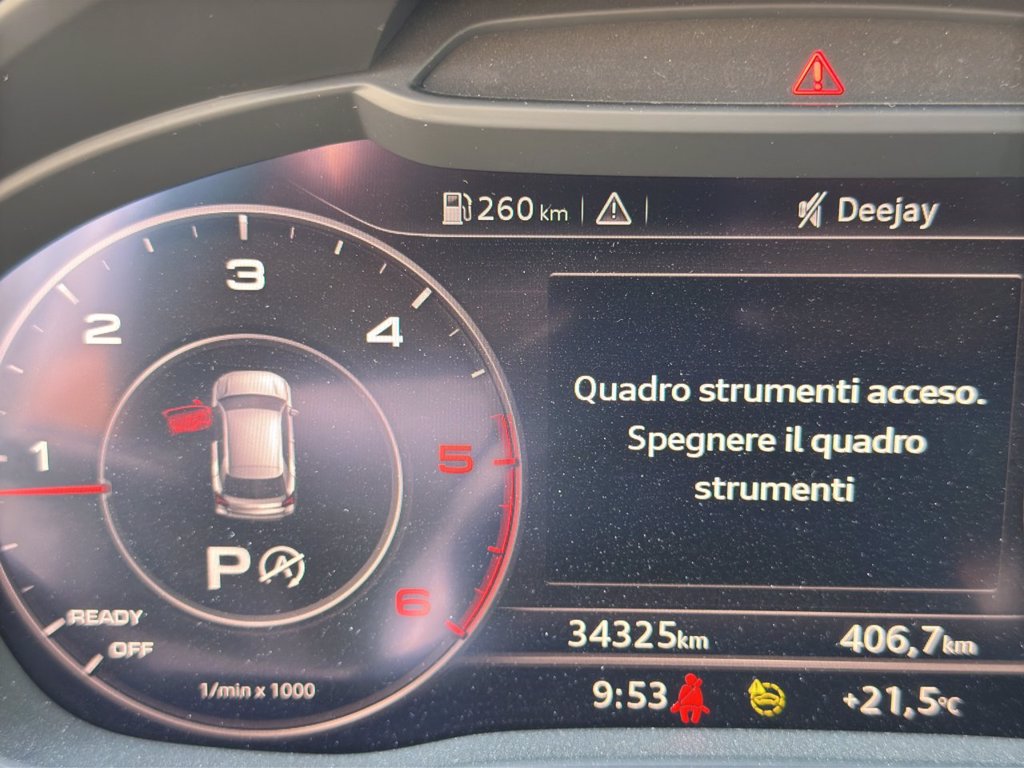 260 km
Deejay
3
2
4
1
5
6
P
A
READY
OFF
1/min x 1000
Quadro strumenti acceso.
Spegnere il quadro
strumenti
34325km
406,7km
9:53
+21,5°C